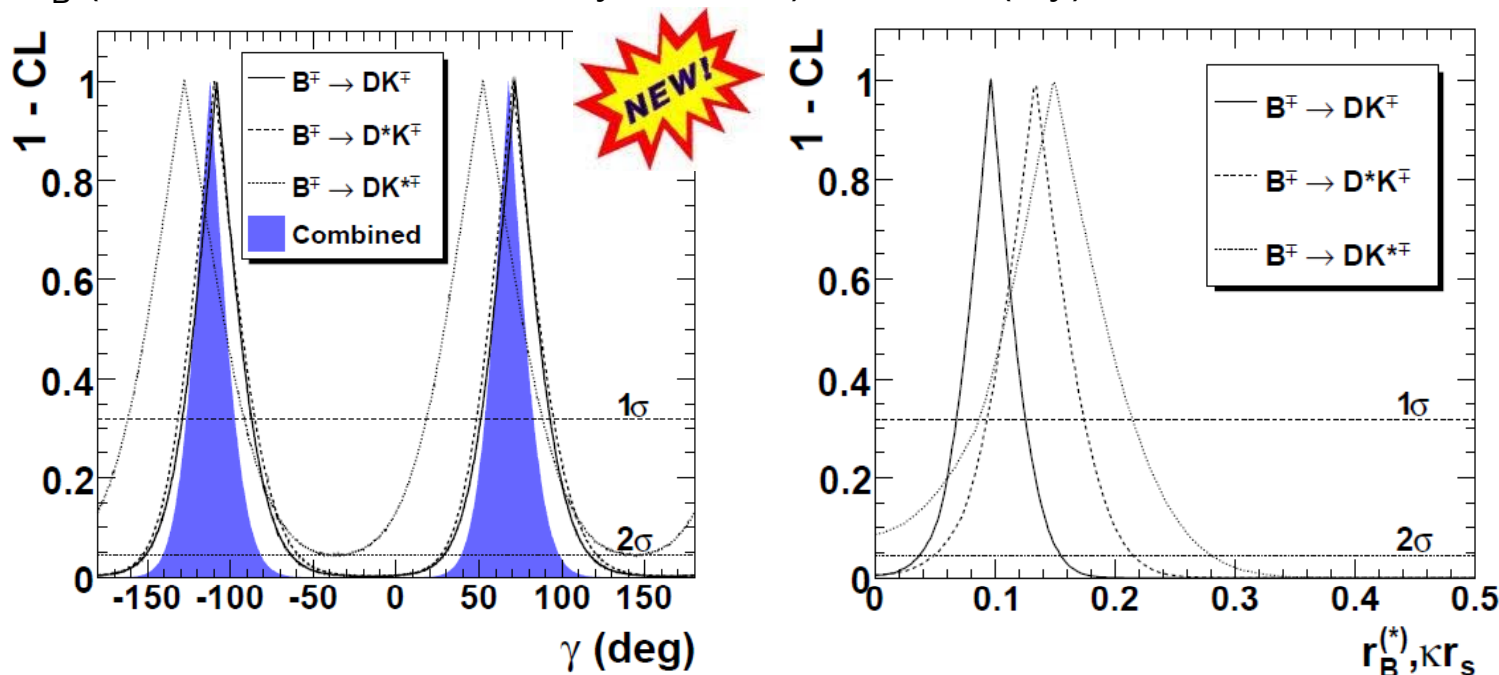 1 - CL
1
0.8
0.6
0.4
0.2
0
-150 -100 -50 0 50 100 150
γ (deg)
B∓ → DK∓
B∓ → D*K∓
B∓ → DK*∓
Combined
1σ
2σ
NEW!
1 - CL
1
0.8
0.6
0.4
0.2
0
0 0.1 0.2 0.3 0.4 0.5
r_B^(*),κr_s
B∓ → DK∓
B∓ → D*K∓
B∓ → DK*∓
1σ
2σ